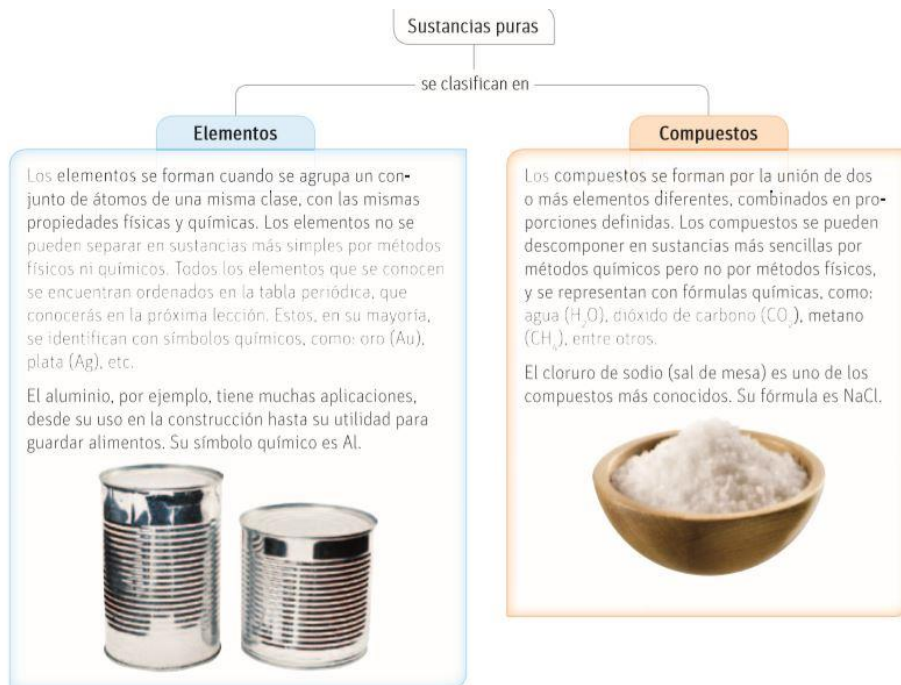 Sustancias puras
se clasifican en
Elementos
Los elementos se forman cuando se agrupa un con-
junto de átomos de una misma clase, con las mismas
propiedades físicas y químicas. Los elementos no se
pueden separar en sustancias más simples por métodos
físicos ni químicos. Todos los elementos que se conocen
se encuentran ordenados en la tabla periódica, que
conocerás en la próxima lección. Estos, en su mayoría,
se identifican con símbolos químicos, como: oro (Au),
plata (Ag), etc.
El aluminio, por ejemplo, tiene muchas aplicaciones,
desde su uso en la construcción hasta su utilidad para
guardar alimentos. Su símbolo químico es Al.
Compuestos
Los compuestos se forman por la unión de dos
o más elementos diferentes, combinados en pro-
porciones definidas. Los compuestos se pueden
descomponer en sustancias más sencillas por
métodos químicos pero no por métodos físicos,
y se representan con fórmulas químicas, como:
agua (H₂O), dióxido de carbono (CO₂), metano
(CH₄), entre otros.
El cloruro de sodio (sal de mesa) es uno de los
compuestos más conocidos. Su fórmula es NaCl.